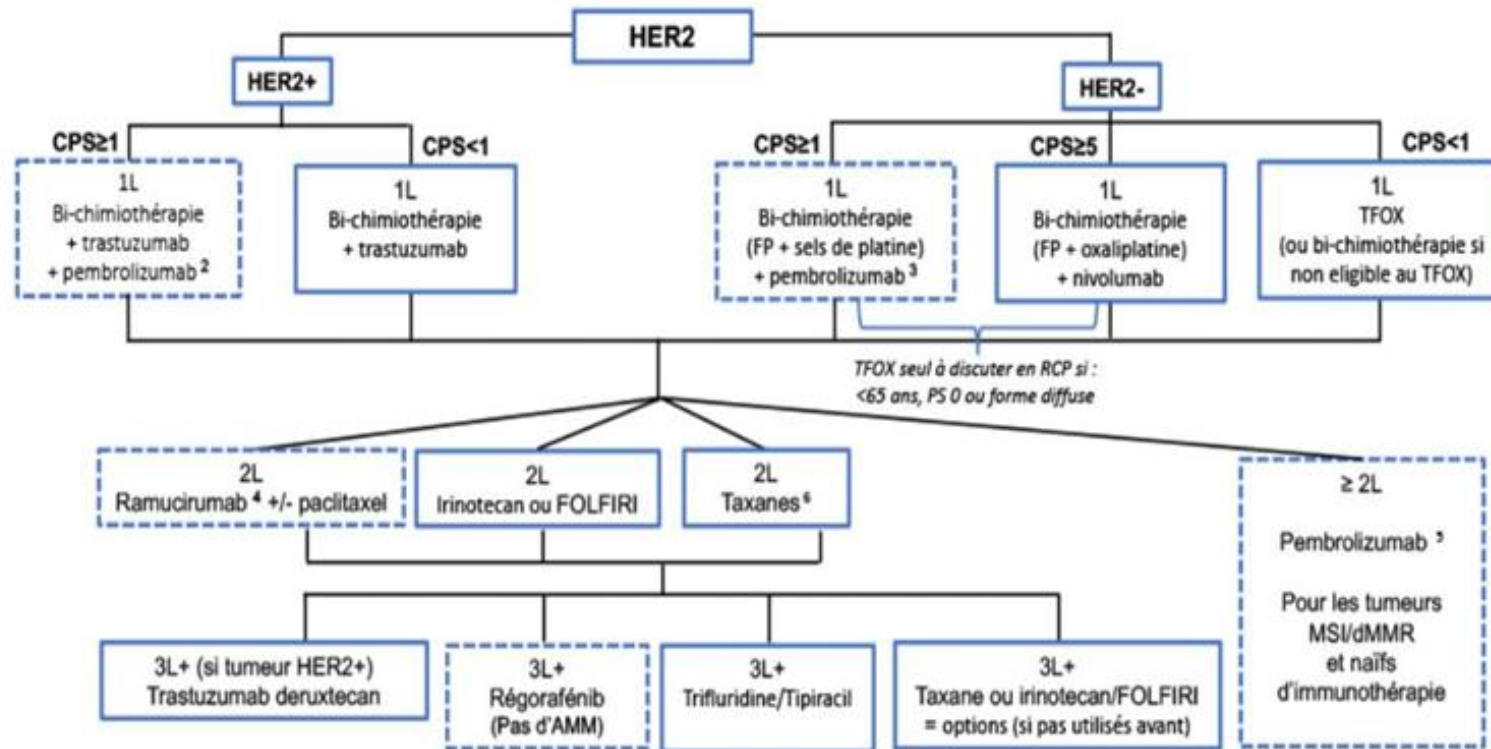 HER2
HER2+
HER2-
CPS≥1
CPS<1
CPS≥1
CPS≥5
CPS<1
1L
Bi-chimiothérapie
+ trastuzumab
+ pembrolizumab ²
1L
Bi-chimiothérapie
+ trastuzumab
1L
Bi-chimiothérapie
(FP + sels de platine)
+ pembrolizumab ³
1L
Bi-chimiothérapie
(FP + oxaliplatine)
+ nivolumab
1L
TFOX
(ou bi-chimiothérapie si
non eligible au TFOX)
TFOX seul à discuter en RCP si :
<65 ans, PS 0 ou forme diffuse
2L
Ramucirumab ⁴ +/- paclitaxel
2L
Irinotecan ou FOLFIRI
2L
Taxanes ⁶
≥ 2L
Pembrolizumab ⁵
Pour les tumeurs
MSI/dMMR
et naïfs
d'immunothérapie
3L+ (si tumeur HER2+)
Trastuzumab deruxtecan
3L+
Régorafénib
(Pas d'AMM)
3L+
Trifluridine/Tipiracil
3L+
Taxane ou irinotecan/FOLFIRI
= options (si pas utilisés avant)